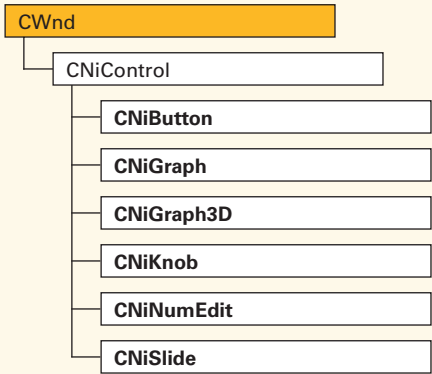 CWnd
CNiControl
CNiButton
CNiGraph
CNiGraph3D
CNiKnob
CNiNumEdit
CNiSlide